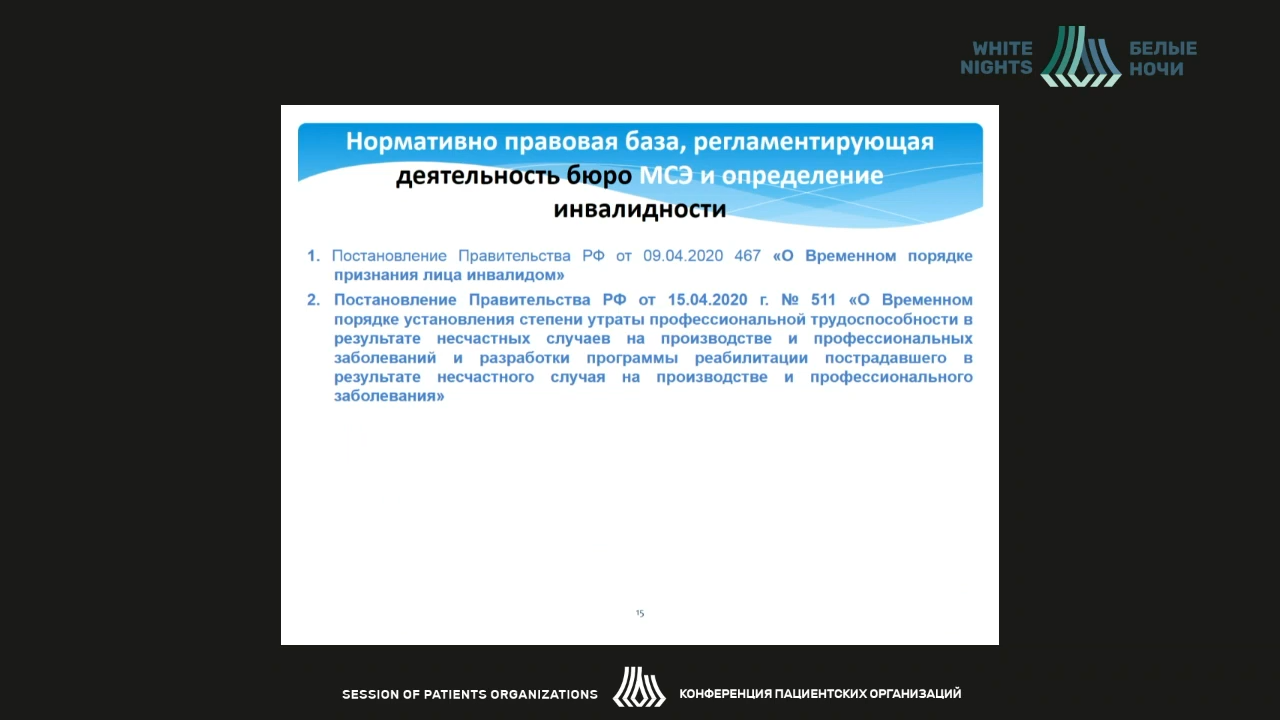 WHITE
NIGHTS
БЕЛЫЕ
НОЧИ
Нормативно правовая база, регламентирующая
деятельность бюро МСЭ и определение
инвалидности
1. Постановление Правительства РФ от 09.04.2020 467 «О Временном порядке
признания лица инвалидом»
2. Постановление Правительства РФ от 15.04.2020 г. № 511 «О Временном
порядке установления степени утраты профессиональной трудоспособности в
результате несчастных случаев на производстве и профессиональных
заболеваний и разработки программы реабилитации пострадавшего в
результате несчастного случая на производстве и профессионального
заболевания»
15
SESSION OF PATIENTS ORGANIZATIONS
КОНФЕРЕНЦИЯ ПАЦИЕНТСКИХ ОРГАНИЗАЦИЙ